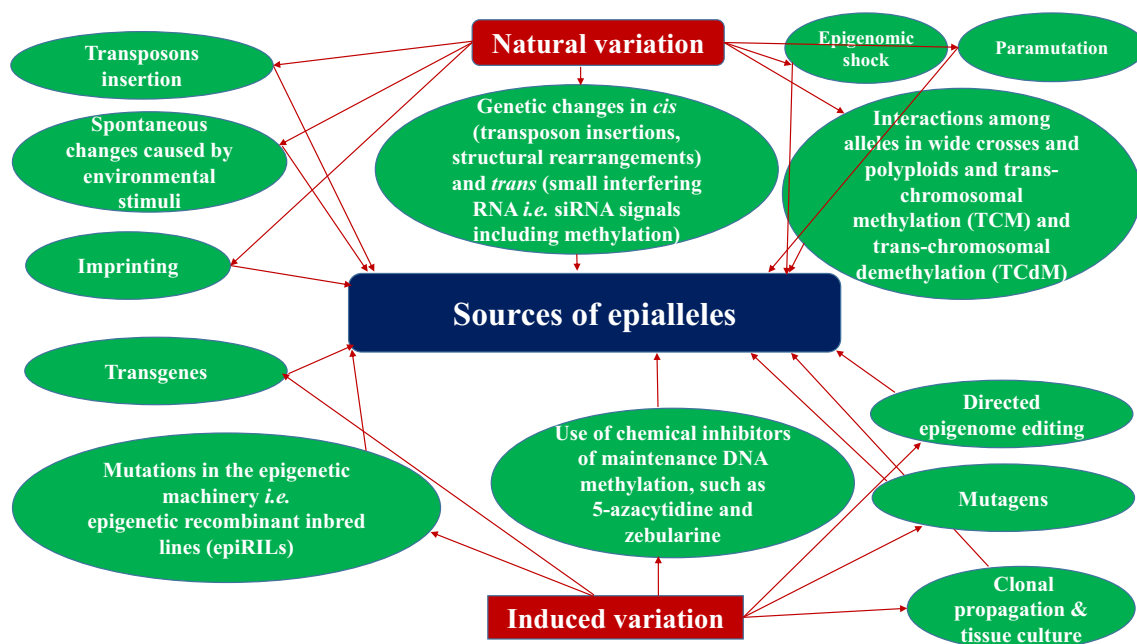 Natural variation
Transposons
insertion
Epigenomic
shock
Paramutation
Spontaneous
changes caused by
environmental
stimuli
Genetic changes in cis
(transposon insertions,
structural rearrangements)
and trans (small interfering
RNA i.e. siRNA signals
including methylation)
Interactions among
alleles in wide crosses and
polyploids and trans-
chromosomal
methylation (TCM) and
trans-chromosomal
demethylation (TCdM)
Imprinting
Sources of epialleles
Transgenes
Directed
epigenome editing
Use of chemical inhibitors
of maintenance DNA
methylation, such as
5-azacytidine and
zebularine
Mutations in the epigenetic
machinery i.e.
epigenetic recombinant inbred
lines (epiRILs)
Mutagens
Clonal
propagation &
tissue culture
Induced variation